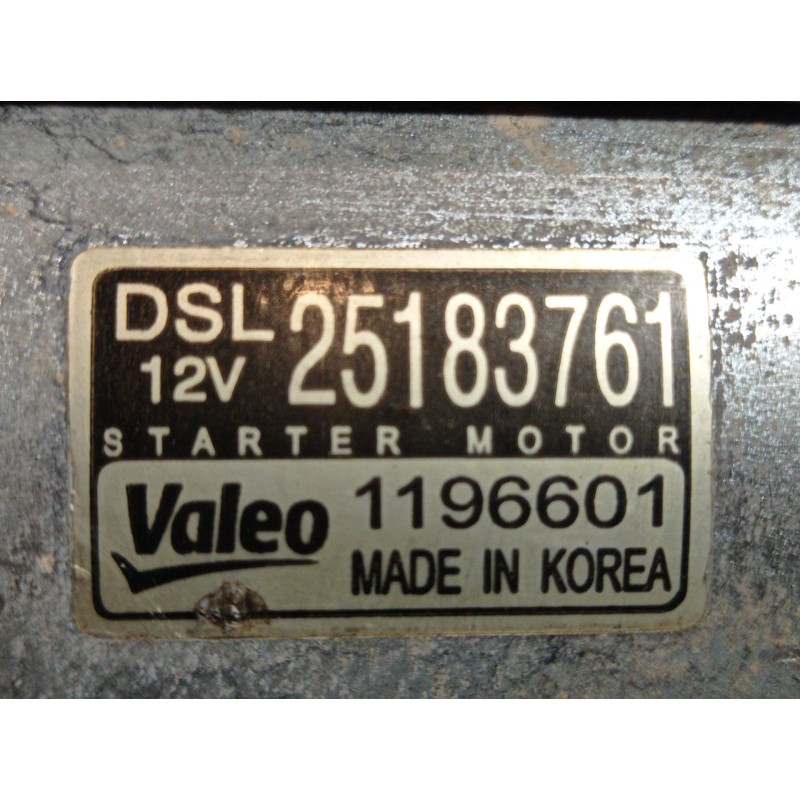 DSL 25183761
12V
STARTER MOTOR
Valeo 1196601
MADE IN KOREA